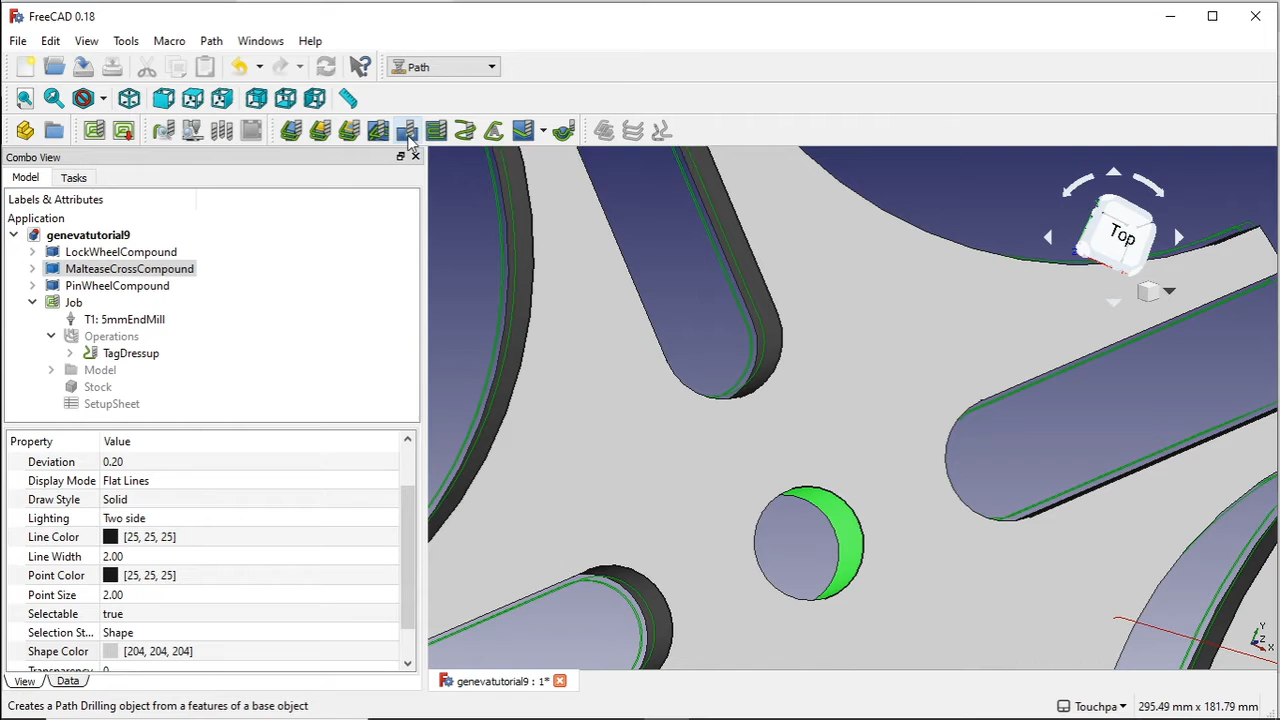 FreeCAD 0.18
File Edit View Tools Macro Path Windows Help
Path
Combo View
Model Tasks
Labels & Attributes
Application
genevatutorial9
LockWheelCompound
MalteaseCrossCompound
PinWheelCompound
Job
T1: 5mmEndMill
Operations
TagDressup
Model
Stock
SetupSheet
Property Value
Deviation 0.20
Display Mode Flat Lines
Draw Style Solid
Lighting Two side
Line Color [25, 25, 25]
Line Width 2.00
Point Color [25, 25, 25]
Point Size 2.00
Selectable true
Selection St... Shape
Shape Color [204, 204, 204]
Transparency 0
View Data
Top
Y
Z
X
genevatutorial9 : 1*
Creates a Path Drilling object from a features of a base object
Touchpa
295.49 mm x 181.79 mm